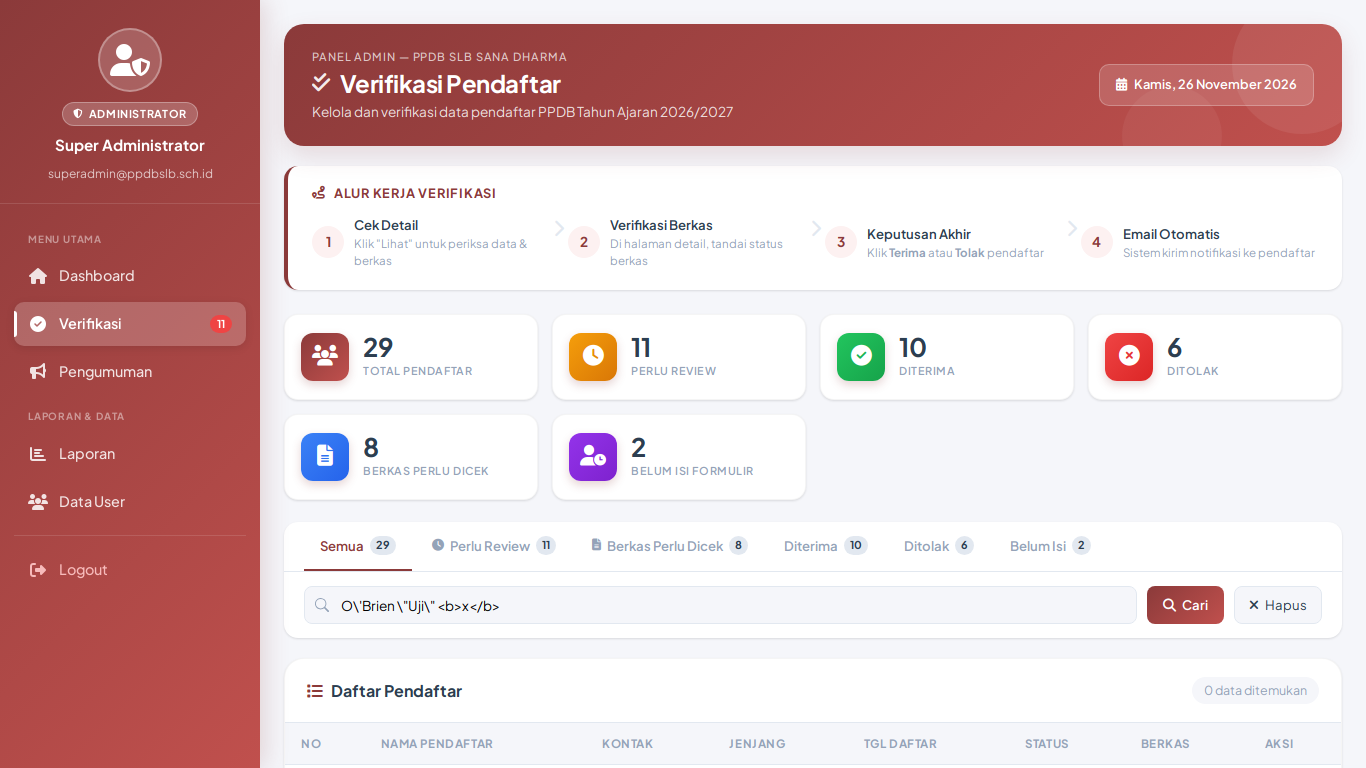 ADMINISTRATOR
Super Administrator
superadmin@ppdbslb.sch.id
MENU UTAMA
Dashboard
Verifikasi 11
Pengumuman
LAPORAN & DATA
Laporan
Data User
Logout
PANEL ADMIN — PPDB SLB SANA DHARMA
Verifikasi Pendaftar
Kelola dan verifikasi data pendaftar PPDB Tahun Ajaran 2026/2027
Kamis, 26 November 2026
ALUR KERJA VERIFIKASI
1 Cek Detail
Klik "Lihat" untuk periksa data &
berkas
2 Verifikasi Berkas
Di halaman detail, tandai status
berkas
3 Keputusan Akhir
Klik Terima atau Tolak pendaftar
4 Email Otomatis
Sistem kirim notifikasi ke pendaftar
29
TOTAL PENDAFTAR
11
PERLU REVIEW
10
DITERIMA
6
DITOLAK
8
BERKAS PERLU DICEK
2
BELUM ISI FORMULIR
Semua 29 Perlu Review 11 Berkas Perlu Dicek 8 Diterima 10 Ditolak 6 Belum Isi 2
O\'Brien \"Uji\" <b>x</b> Cari Hapus
Daftar Pendaftar 0 data ditemukan
NO NAMA PENDAFTAR KONTAK JENJANG TGL DAFTAR STATUS BERKAS AKSI